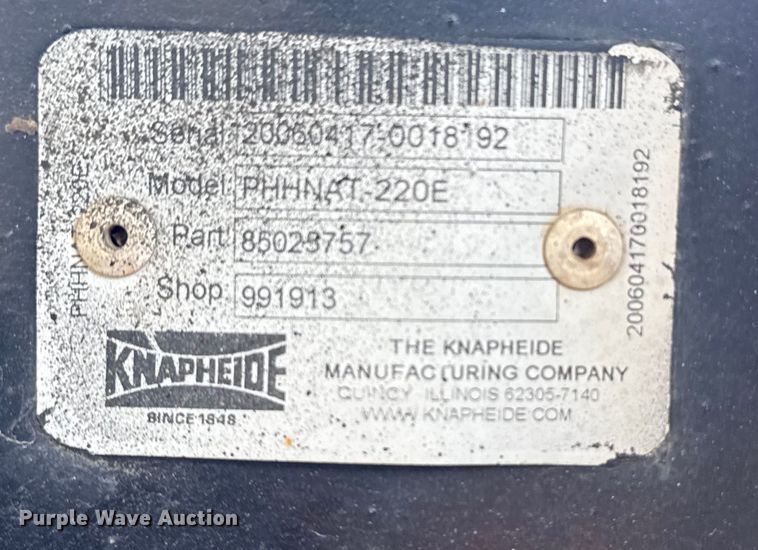 Serial 20060417-0018192
Model PHHNAT-220E
Part
Shop 991913
KNAPHEIDE
SINCE 1848
THE KNAPHEIDE
MANUFACTURING COMPANY
QUINCY ILLINOIS 62305-7140
WWW.KNAPHEIDE.COM
200604170018192
Purple Wave Auction